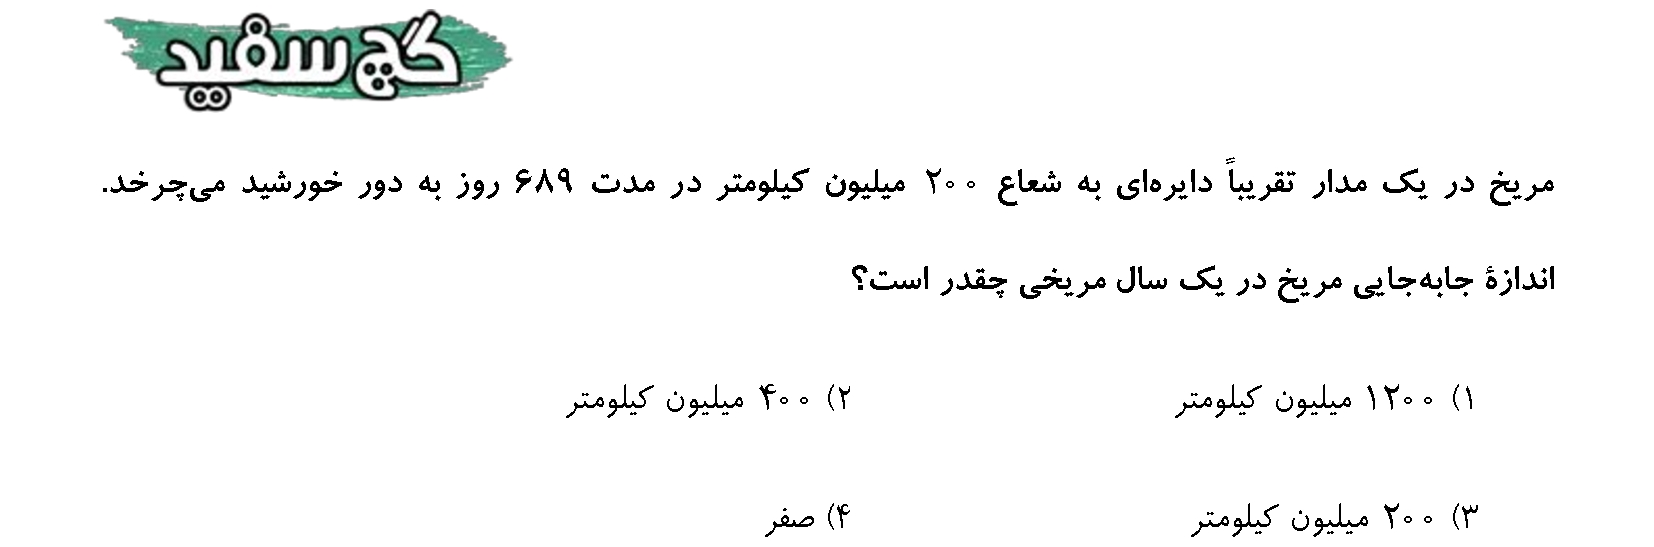 گچ سفید
مریخ در یک مدار تقریباً دایره‌ای به شعاع ۲۰۰ میلیون کیلومتر در مدت ۶۸۹ روز به دور خورشید می‌چرخد.
اندازهٔ جابه‌جایی مریخ در یک سال مریخی چقدر است؟
۱) ۱۲۰۰ میلیون کیلومتر ۲) ۴۰۰ میلیون کیلومتر
۳) ۲۰۰ میلیون کیلومتر ۴) صفر